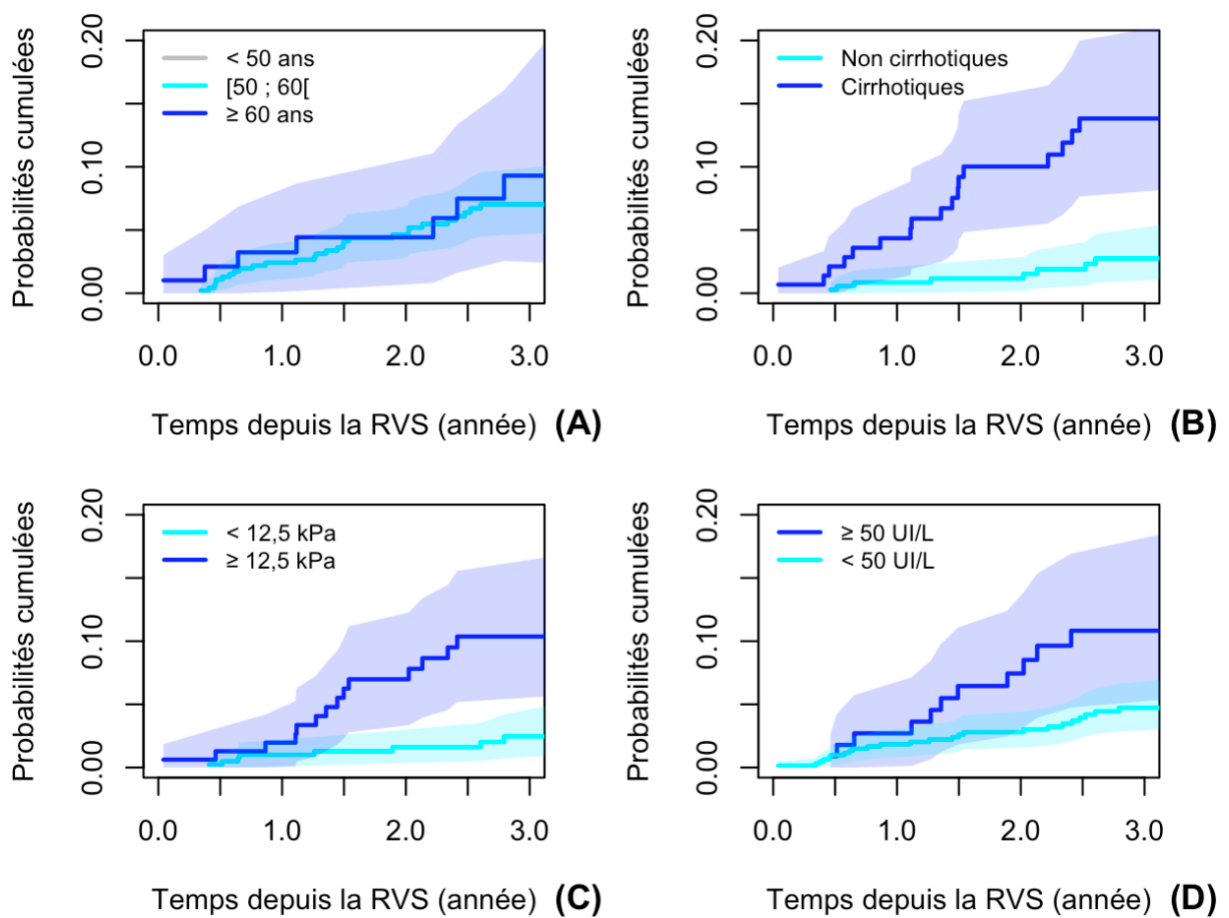 Probabilités cumulées
0.00 0.10 0.20
< 50 ans
[50 ; 60[
≥ 60 ans
0.0 1.0 2.0 3.0
Temps depuis la RVS (année) (A)
Probabilités cumulées
0.00 0.10 0.20
Non cirrhotiques
Cirrhotiques
0.0 1.0 2.0 3.0
Temps depuis la RVS (année) (B)
Probabilités cumulées
0.00 0.10 0.20
< 12,5 kPa
≥ 12,5 kPa
0.0 1.0 2.0 3.0
Temps depuis la RVS (année) (C)
Probabilités cumulées
0.00 0.10 0.20
≥ 50 UI/L
< 50 UI/L
0.0 1.0 2.0 3.0
Temps depuis la RVS (année) (D)